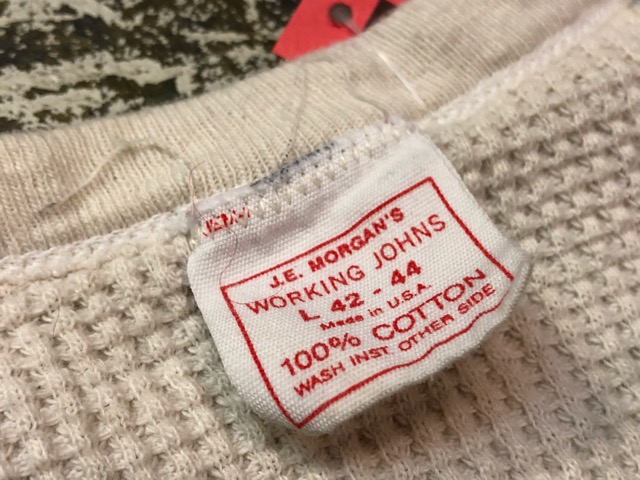 J.E. MORGAN'S
WORKING JOHNS
L 42 - 44
Made in U.S.A.
100% COTTON
WASH INST. OTHER SIDE